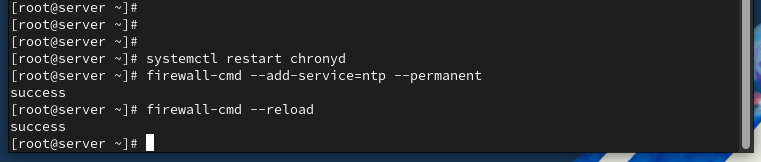 [root@server ~]#
[root@server ~]#
[root@server ~]#
[root@server ~]# systemctl restart chronyd
[root@server ~]# firewall-cmd --add-service=ntp --permanent
success
[root@server ~]# firewall-cmd --reload
success
[root@server ~]#